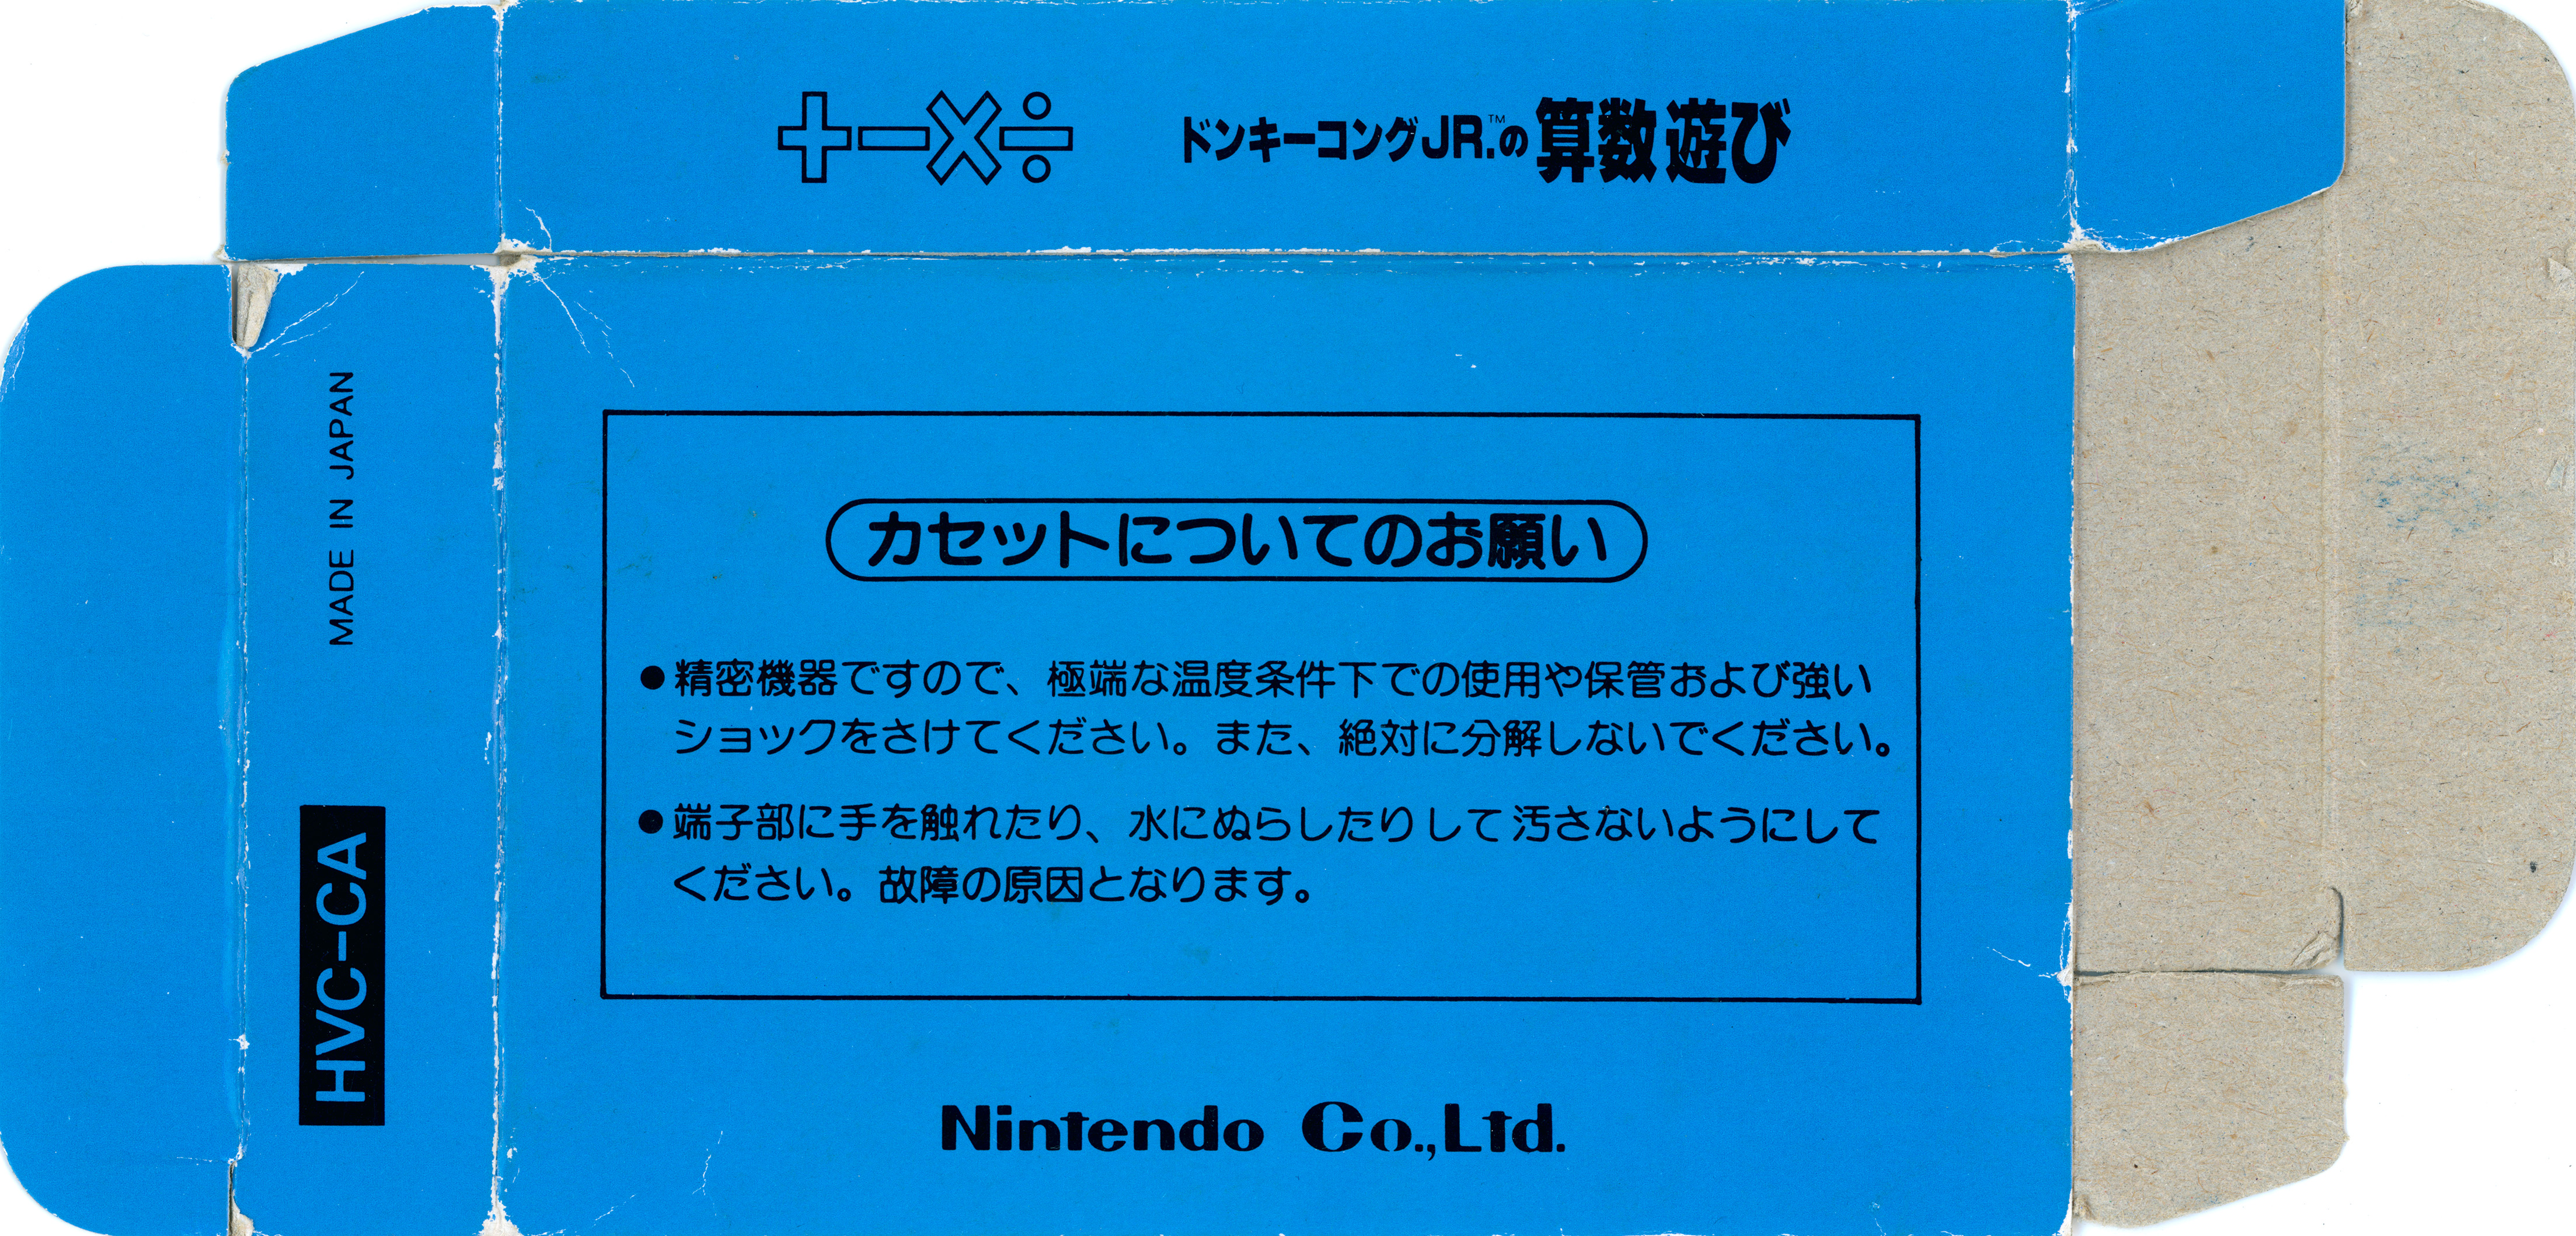 +−×÷ ドンキーコングJR.™の算数遊び
カセットについてのお願い
●精密機器ですので、極端な温度条件下での使用や保管および強い
ショックをさけてください。また、絶対に分解しないでください。
●端子部に手を触れたり、水にぬらしたりして汚さないようにして
ください。故障の原因となります。
Nintendo Co.,Ltd.
MADE IN JAPAN
HVC-CA